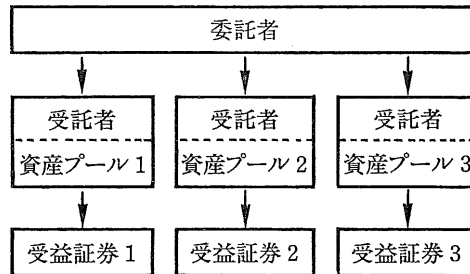 委託者
受託者 受託者 受託者
資産プール1 資産プール2 資産プール3
受益証券1 受益証券2 受益証券3